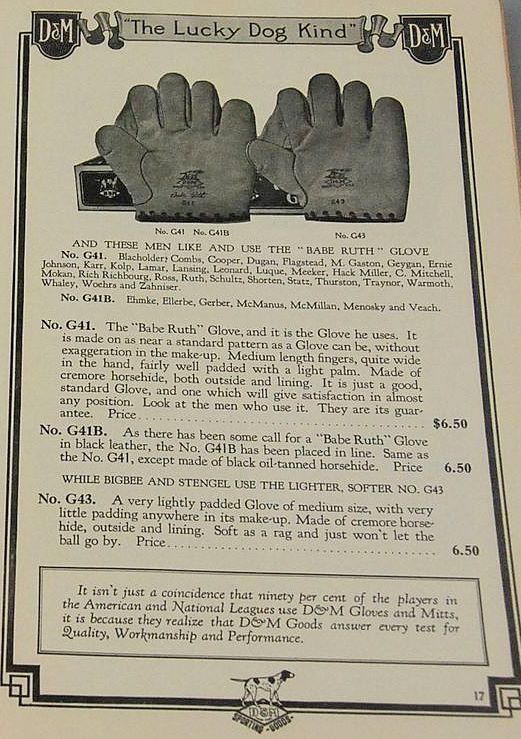 D&M
"The Lucky Dog Kind"
D&M
No. G41 No. G41B
No. G43
AND THESE MEN LIKE AND USE THE "BABE RUTH" GLOVE
No. G41. Blacholder; Combs, Cooper, Dugan, Flagstead, M. Gaston, Geygan, Ernie
Johnson, Karr, Kolp, Lamar, Lansing, Leonard, Luque, Meeker, Hack Miller, C. Mitchell,
Mokan, Rich Richbourg, Ross, Ruth, Schultz, Shorten, Statz, Thurston, Traynor, Warmoth,
Whaley, Woehrs and Zahniser.
No. G41B. Ehmke, Ellerbe, Gerber, McManus, McMillan, Menosky and Veach.
No. G41. The "Babe Ruth" Glove, and it is the Glove he uses. It
is made on as near a standard pattern as a Glove can be, without
exaggeration in the make-up. Medium length fingers, quite wide
in the hand, fairly well padded with a light palm. Made of
cremore horsehide, both outside and lining. It is just a good,
standard Glove, and one which will give satisfaction in almost
any position. Look at the men who use it. They are its guar-
antee. Price ........ $6.50
No. G41B. As there has been some call for a "Babe Ruth" Glove
in black leather, the No. G41B has been placed in line. Same as
the No. G41, except made of black oil-tanned horsehide. Price 6.50
WHILE BIGBEE AND STENGEL USE THE LIGHTER, SOFTER NO. G43
No. G43. A very lightly padded Glove of medium size, with very
little padding anywhere in its make-up. Made of cremore horse-
hide, outside and lining. Soft as a rag and just won't let the
ball go by. Price........ 6.50
It isn't just a coincidence that ninety per cent of the players in
the American and National Leagues use D&M Gloves and Mitts,
it is because they realize that D&M Goods answer every test for
Quality, Workmanship and Performance.
D&M
SPORTING GOODS
17